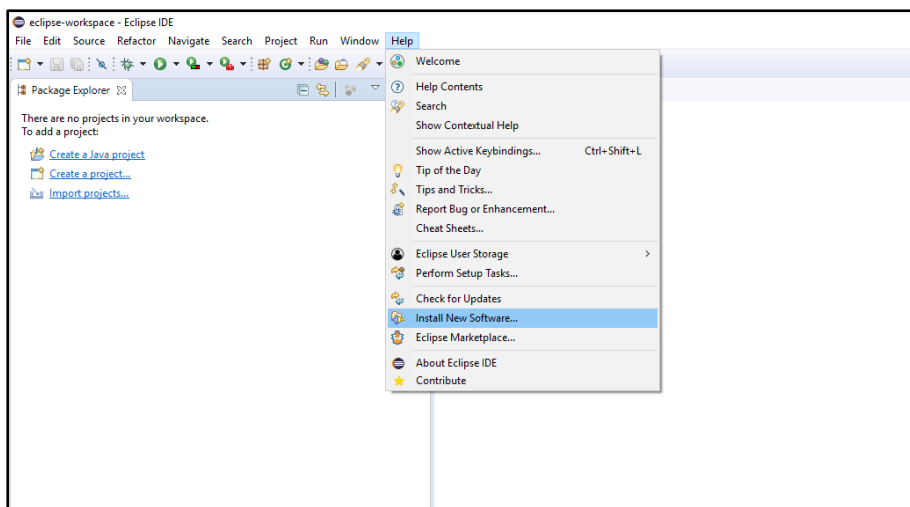 eclipse-workspace - Eclipse IDE
File Edit Source Refactor Navigate Search Project Run Window Help
Package Explorer
There are no projects in your workspace.
To add a project:
Create a Java project
Create a project...
Import projects...
Welcome
Help Contents
Search
Show Contextual Help
Show Active Keybindings... Ctrl+Shift+L
Tip of the Day
Tips and Tricks...
Report Bug or Enhancement...
Cheat Sheets...
Eclipse User Storage
Perform Setup Tasks...
Check for Updates
Install New Software...
Eclipse Marketplace...
About Eclipse IDE
Contribute